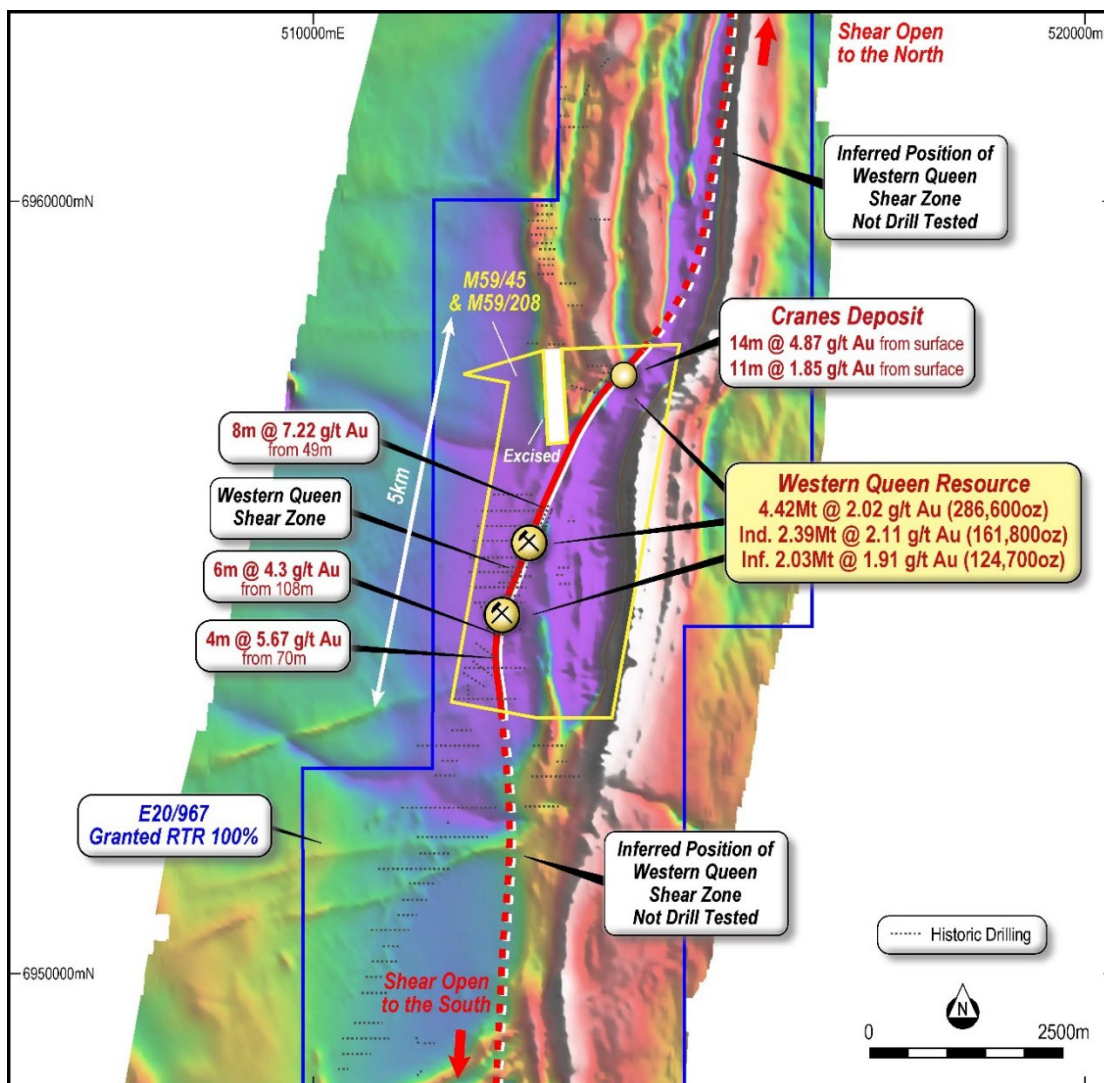 510000mE
520000m
Shear Open
to the North
Inferred Position of
Western Queen
Shear Zone
Not Drill Tested
6960000mN
M59/45
& M59/208
Cranes Deposit
14m @ 4.87 g/t Au from surface
11m @ 1.85 g/t Au from surface
8m @ 7.22 g/t Au
from 49m
Excised
5km
Western Queen
Shear Zone
Western Queen Resource
4.42Mt @ 2.02 g/t Au (286,600oz)
Ind. 2.39Mt @ 2.11 g/t Au (161,800oz)
Inf. 2.03Mt @ 1.91 g/t Au (124,700oz)
6m @ 4.3 g/t Au
from 108m
4m @ 5.67 g/t Au
from 70m
E20/967
Granted RTR 100%
Inferred Position of
Western Queen
Shear Zone
Not Drill Tested
Historic Drilling
6950000mN
Shear Open
to the South
N
0 2500m